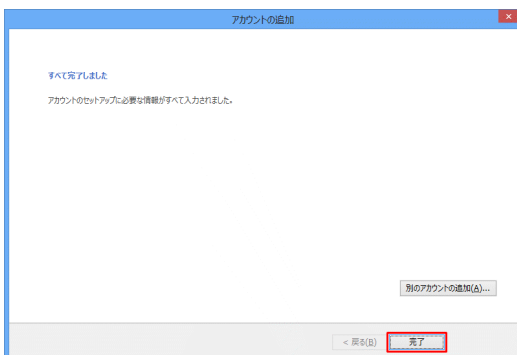 アカウントの追加
すべて完了しました
アカウントのセットアップに必要な情報がすべて入力されました。
別のアカウントの追加(A)...
< 戻る(B)
完了